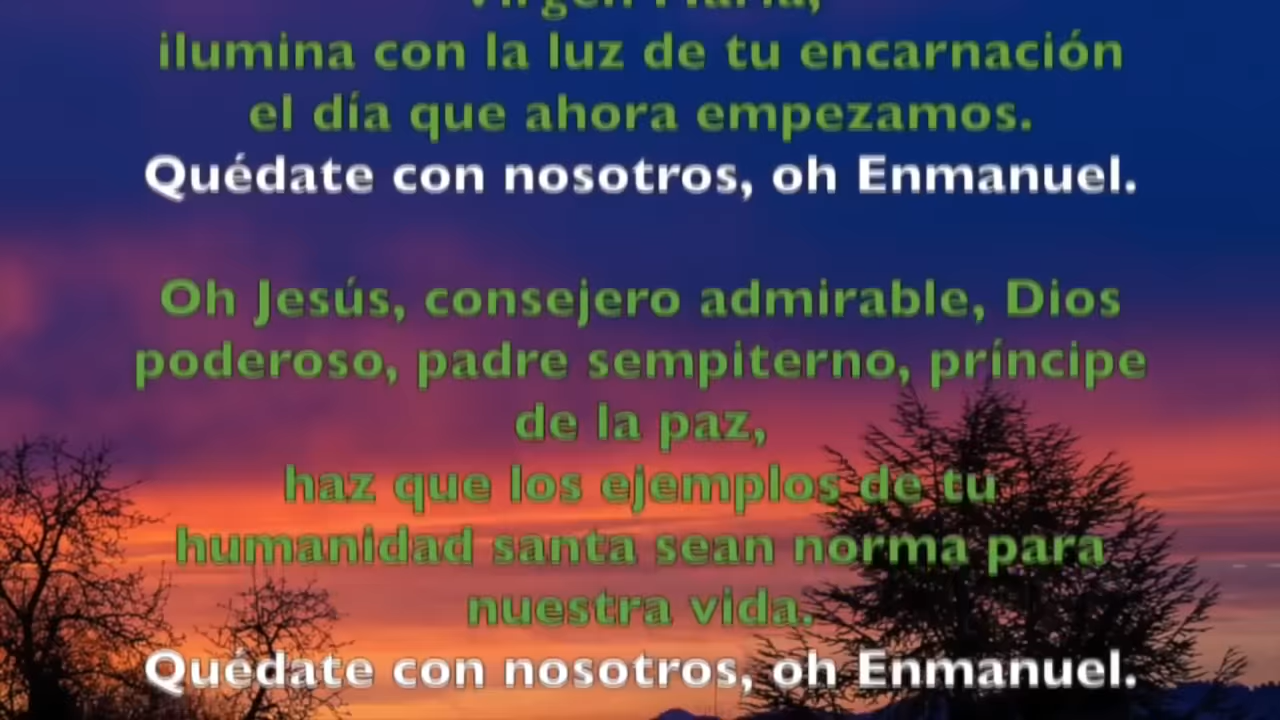 Virgen María,
ilumina con la luz de tu encarnación
el día que ahora empezamos.
Quédate con nosotros, oh Enmanuel.
Oh Jesús, consejero admirable, Dios
poderoso, padre sempiterno, príncipe
de la paz,
haz que los ejemplos de tu
humanidad santa sean norma para
nuestra vida.
Quédate con nosotros, oh Enmanuel.